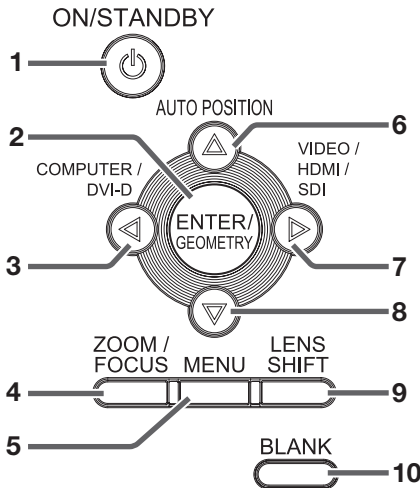 ON/STANDBY
1
AUTO POSITION
6
2
COMPUTER /
DVI-D
VIDEO /
HDMI /
SDI
ENTER/
GEOMETRY
3
7
8
ZOOM /
FOCUS
MENU
LENS
SHIFT
4
9
5
BLANK
10